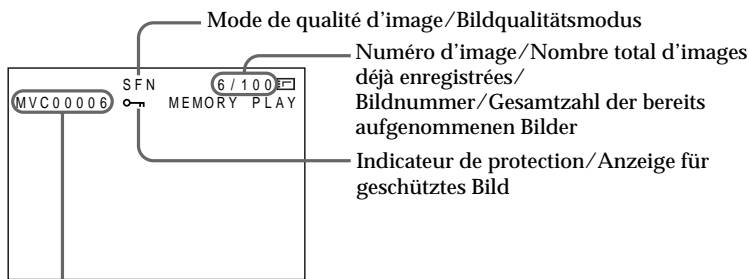 Mode de qualité d'image/Bildqualitätsmodus
Numéro d'image/Nombre total d'images
déjà enregistrées/
Bildnummer/Gesamtzahl der bereits
aufgenommenen Bilder
SFN 6/100
MVC00006 MEMORY PLAY
Indicateur de protection/Anzeige für
geschütztes Bild